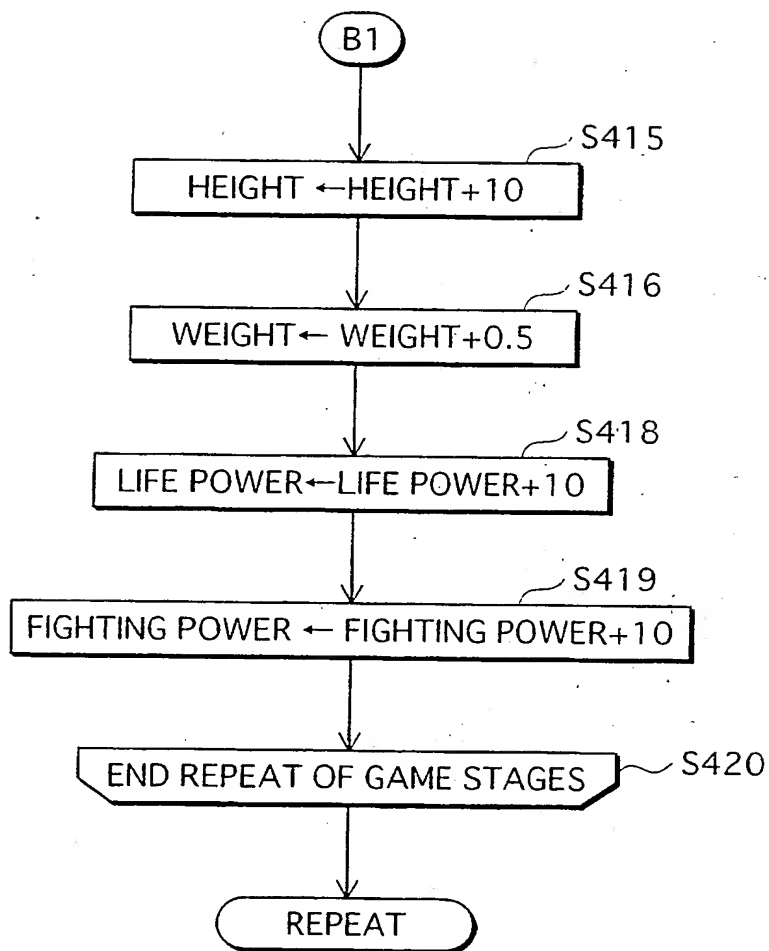 B1
S415
HEIGHT ←HEIGHT+10
S416
WEIGHT← WEIGHT+0.5
S418
LIFE POWER←LIFE POWER+10
S419
FIGHTING POWER ← FIGHTING POWER+10
END REPEAT OF GAME STAGES
S420
REPEAT